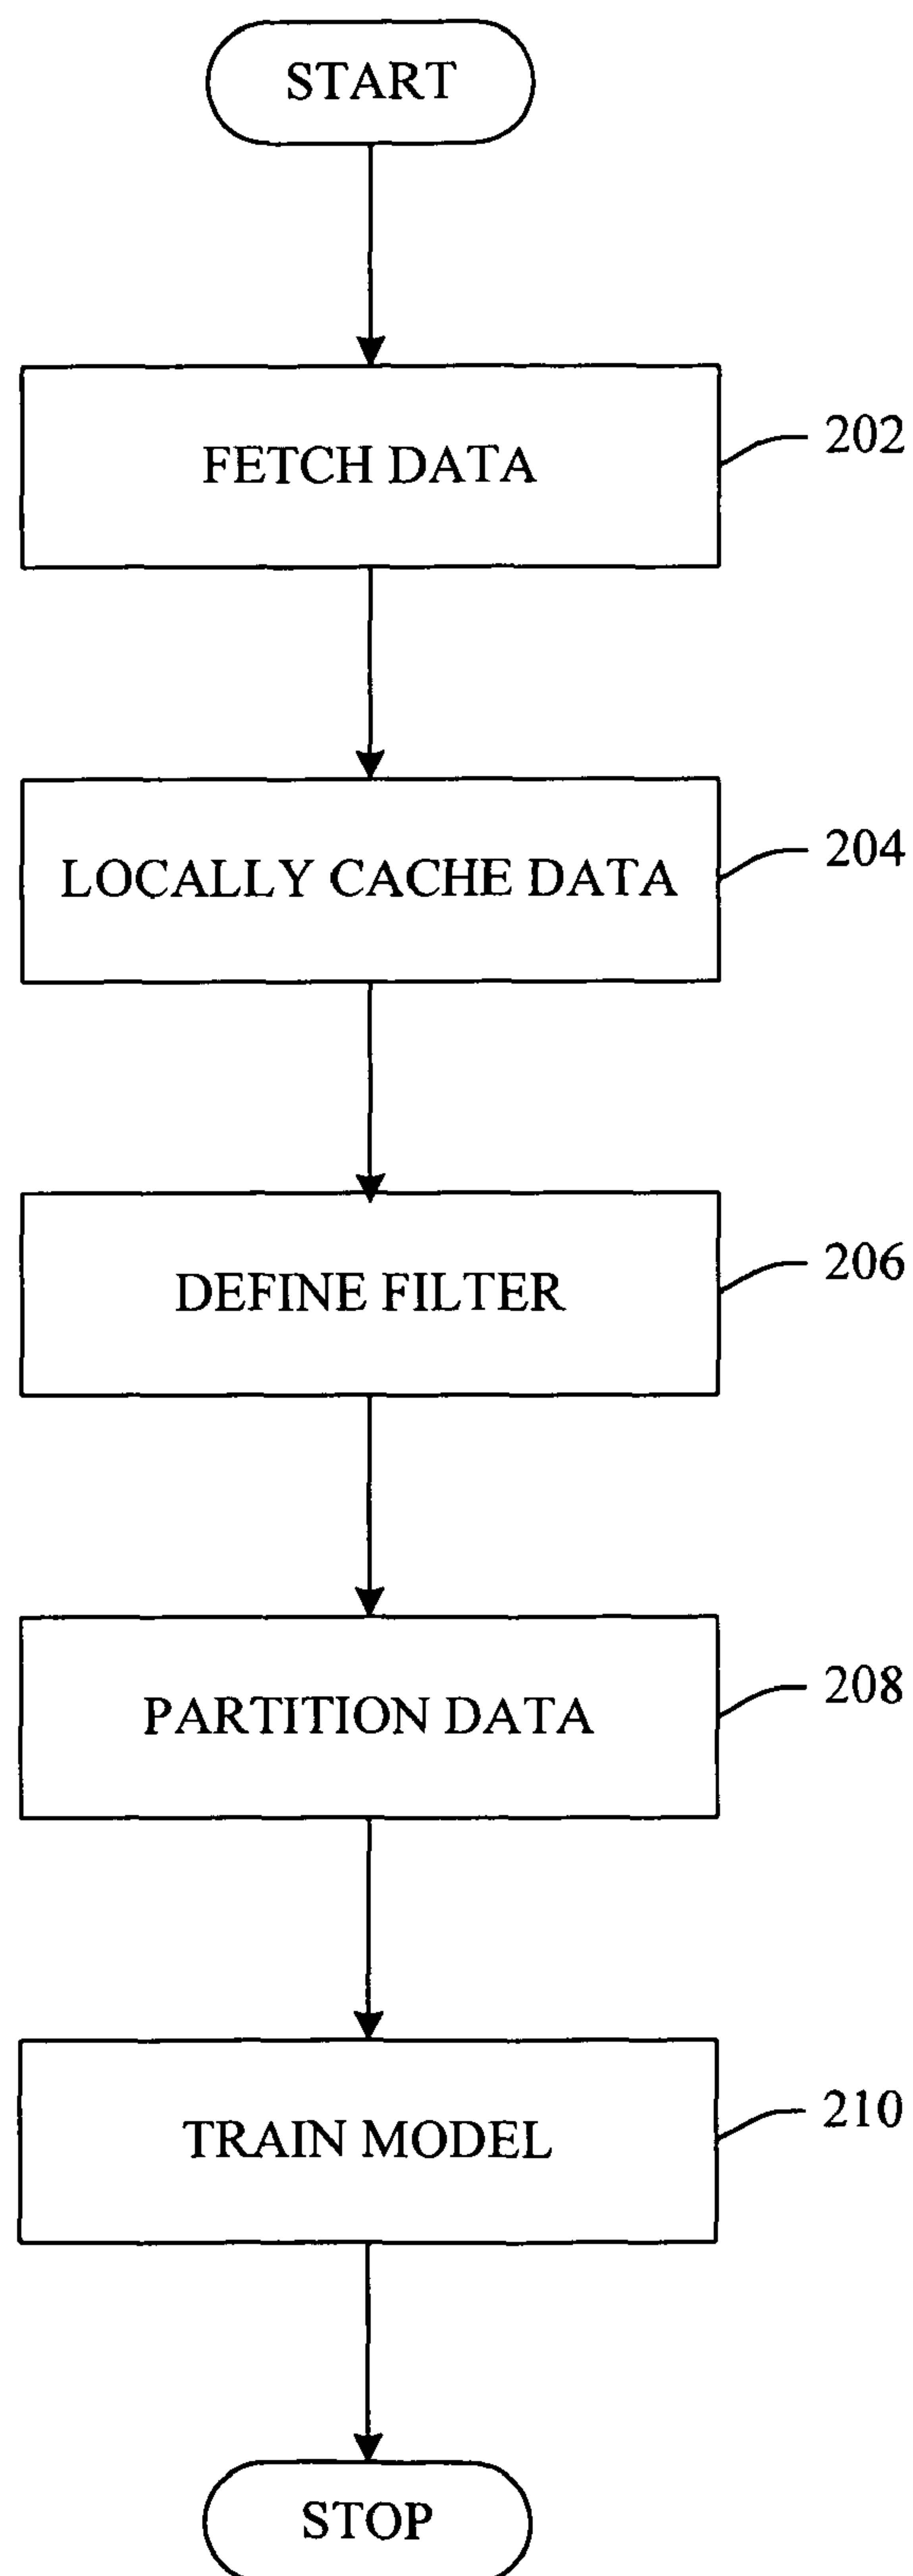 START
FETCH DATA
202
LOCALLY CACHE DATA
204
DEFINE FILTER
206
PARTITION DATA
208
TRAIN MODEL
210
STOP